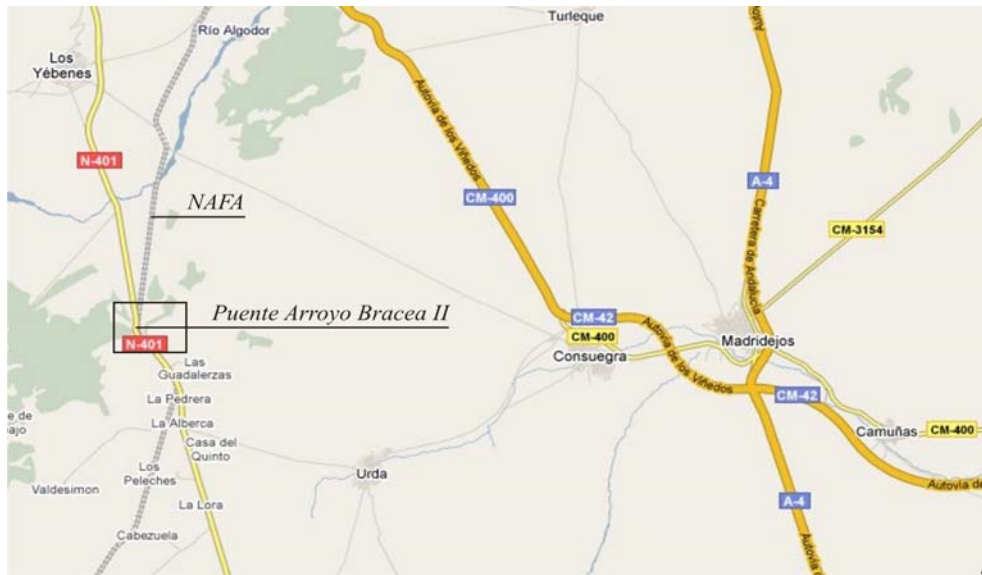 Turleque
Río Algodor
Los
Yébenes
Autovía de los Viñedos
N-401
A-4
CM-400
NAFA
Carretera de Andalucía
CM-3154
Puente Arroyo Bracea II
N-401
CM-42
CM-400
Consuegra
Autovía de los Viñedos
Madridejos
Las
Guadalerzas
La Pedrera
CM-42
La Alberca
Casa del
Quinto
Camuñas
CM-400
Urda
Los
Peleches
Valdesimon
La Lora
A-4
Autovía de
Cabezuela